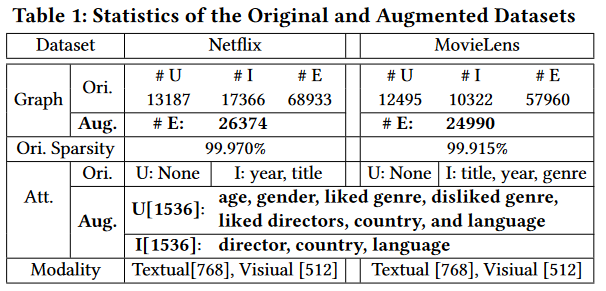 Table 1: Statistics of the Original and Augmented Datasets
Dataset Netflix MovieLens
Graph Ori. # U # I # E # U # I # E
13187 17366 68933 12495 10322 57960
Aug. # E: 26374 # E: 24990
Ori. Sparsity 99.970% 99.915%
Att. Ori. U: None I: year, title U: None I: title, year, genre
Aug. U[1536]: age, gender, liked genre, disliked genre,
liked directors, country, and language
I[1536]: director, country, language
Modality Textual[768], Visiual [512] Textual [768], Visiual [512]